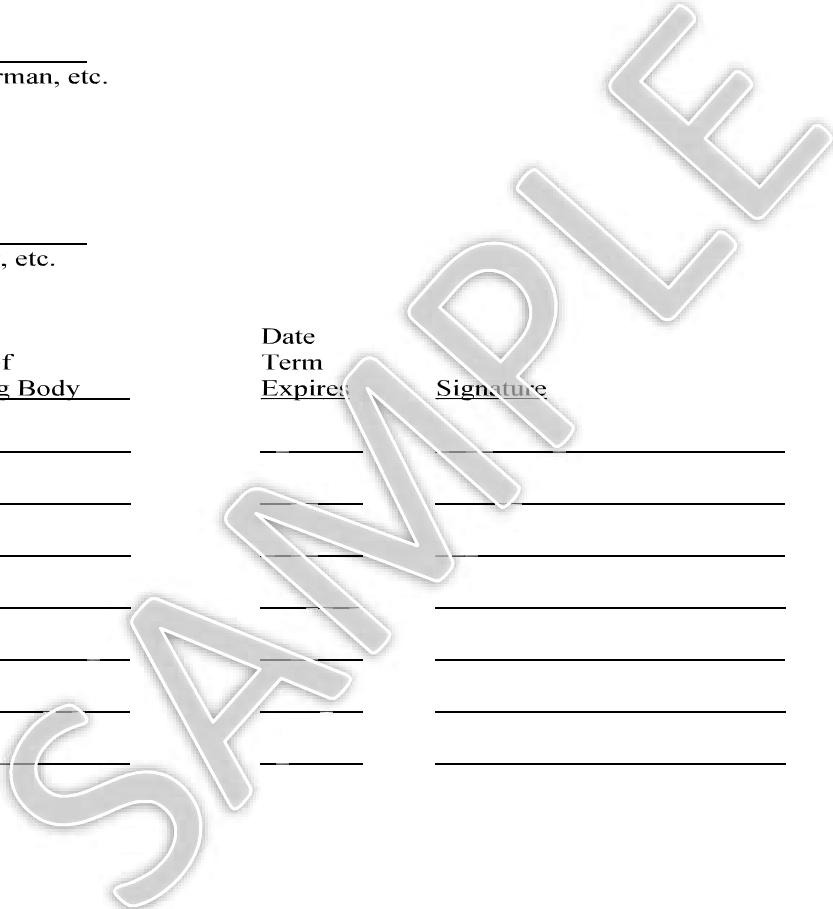 rman, etc.
, etc.
Date
f Term
g Body Expires Signature
SAMPLE